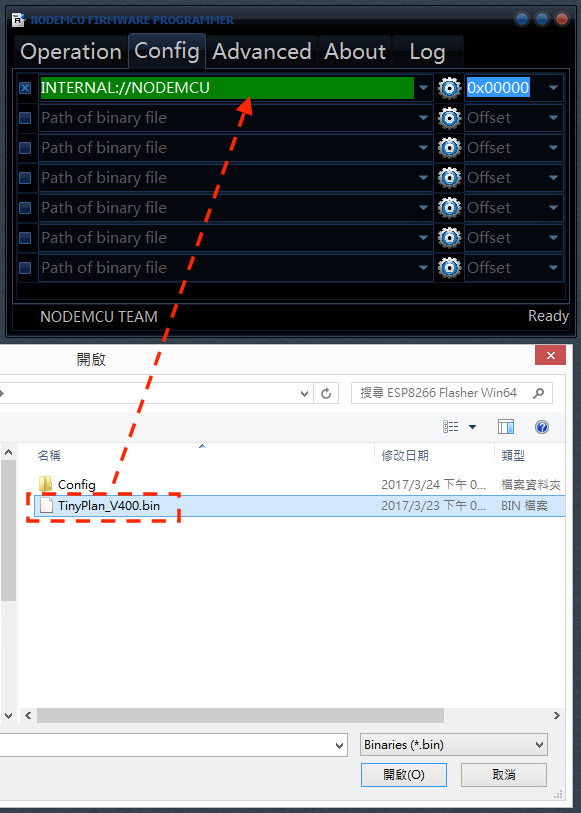 NODEMCU FIRMWARE PROGRAMMER
Operation Config Advanced About Log
INTERNAL://NODEMCU 0x00000
Path of binary file Offset
Path of binary file Offset
Path of binary file Offset
Path of binary file Offset
Path of binary file Offset
Path of binary file Offset
NODEMCU TEAM Ready
開啟
搜尋 ESP8266 Flasher Win64
名稱 修改日期 類型
Config 2017/3/24 下午 0... 檔案資料夾
TinyPlan_V400.bin 2017/3/23 下午 0... BIN 檔案
Binaries (*.bin)
開啟(O) 取消